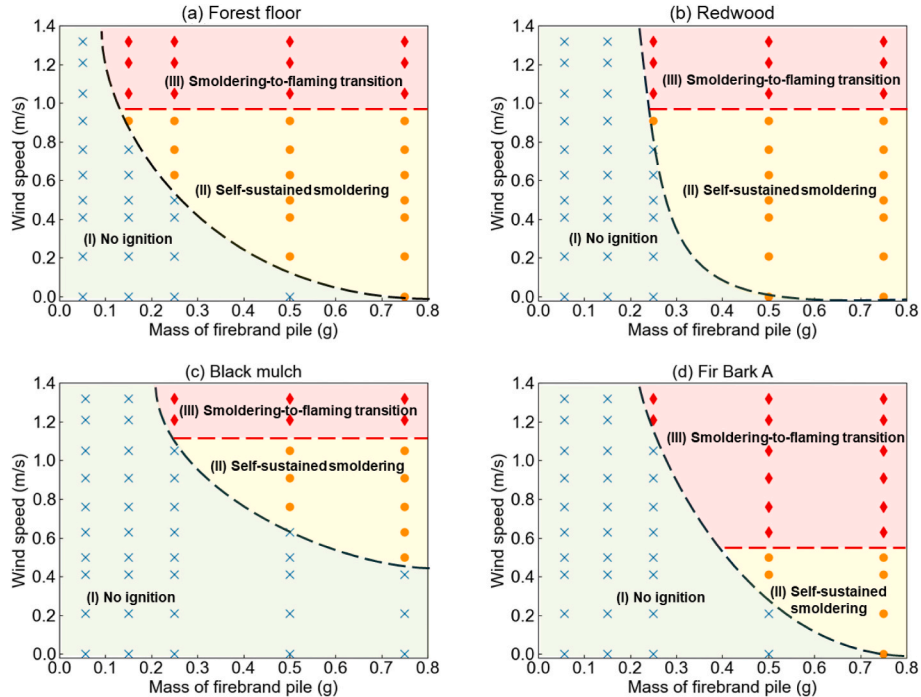 (a) Forest floor
1.4
1.2
1.0
0.8
0.6
0.4
0.2
0.0
Wind speed (m/s)
(III) Smoldering-to-flaming transition
(II) Self-sustained smoldering
(I) No ignition
0.0 0.1 0.2 0.3 0.4 0.5 0.6 0.7 0.8
Mass of firebrand pile (g)
(b) Redwood
1.4
1.2
1.0
0.8
0.6
0.4
0.2
0.0
Wind speed (m/s)
(III) Smoldering-to-flaming transition
(II) Self-sustained smoldering
(I) No ignition
0.0 0.1 0.2 0.3 0.4 0.5 0.6 0.7 0.8
Mass of firebrand pile (g)
(c) Black mulch
1.4
1.2
1.0
0.8
0.6
0.4
0.2
0.0
Wind speed (m/s)
(III) Smoldering-to-flaming transition
(II) Self-sustained smoldering
(I) No ignition
0.0 0.1 0.2 0.3 0.4 0.5 0.6 0.7 0.8
Mass of firebrand pile (g)
(d) Fir Bark A
1.4
1.2
1.0
0.8
0.6
0.4
0.2
0.0
Wind speed (m/s)
(III) Smoldering-to-flaming transition
(I) No ignition
(II) Self-sustained
smoldering
0.0 0.1 0.2 0.3 0.4 0.5 0.6 0.7 0.8
Mass of firebrand pile (g)